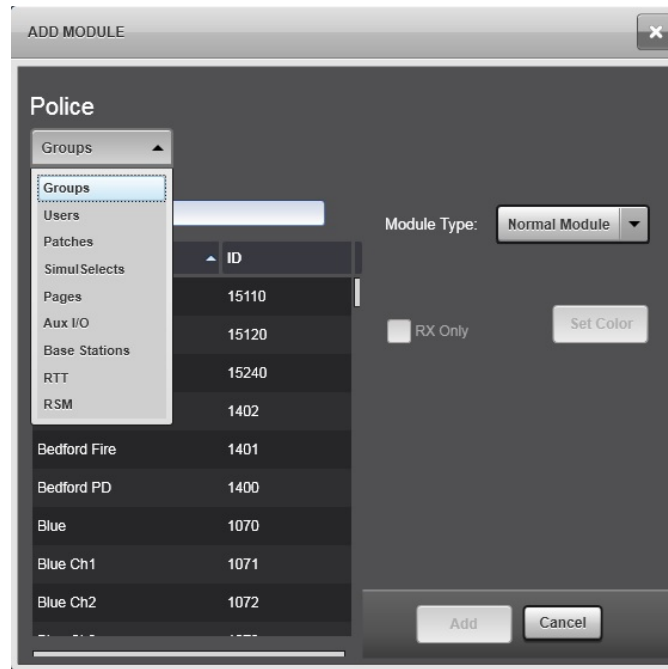 ADD MODULE
Police
Groups
Groups
Users
Patches
SimulSelects
Pages
Aux I/O
Base Stations
RTT
RSM
Module Type: Normal Module
RX Only Set Color
ID
15110
15120
15240
1402
Bedford Fire 1401
Bedford PD 1400
Blue 1070
Blue Ch1 1071
Blue Ch2 1072
Add Cancel